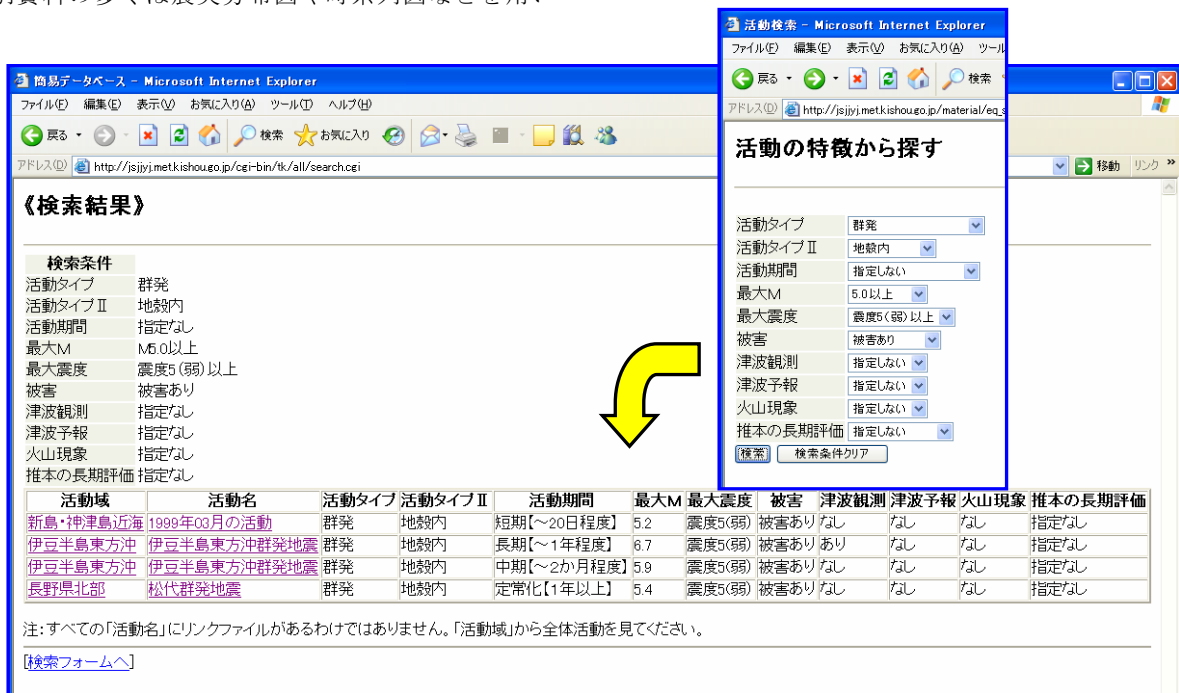 活動検索 - Microsoft Internet Explorer
ファイル(F) 編集(E) 表示(V) お気に入り(A) ツール
戻る 検索
アドレス(D) http://jsjjyj.met.kishou.go.jp/material/eq_s
活動の特徴から探す
活動タイプ 群発
活動タイプⅡ 地殻内
活動期間 指定しない
最大M 5.0以上
最大震度 震度5(弱)以上
被害 被害あり
津波観測 指定しない
津波予報 指定しない
火山現象 指定しない
推本の長期評価 指定しない
検索 検索条件クリア
簡易データベース - Microsoft Internet Explorer
ファイル(F) 編集(E) 表示(V) お気に入り(A) ツール(T) ヘルプ(H)
戻る 検索 お気に入り
アドレス(D) http://jsjjyj.met.kishou.go.jp/cgi-bin/tk/all/search.cgi 移動 リンク »
《検索結果》
検索条件
活動タイプ 群発
活動タイプⅡ 地殻内
活動期間 指定なし
最大M M5.0以上
最大震度 震度5(弱)以上
被害 被害あり
津波観測 指定なし
津波予報 指定なし
火山現象 指定なし
推本の長期評価 指定なし
活動域 活動名 活動タイプ 活動タイプⅡ 活動期間 最大M 最大震度 被害 津波観測 津波予報 火山現象 推本の長期評価
新島・神津島近海 1999年03月の活動 群発 地殻内 短期【～20日程度】 5.2 震度5(弱) 被害あり なし なし なし 指定なし
伊豆半島東方沖 伊豆半島東方沖群発地震 群発 地殻内 長期【～1年程度】 6.7 震度5(弱) 被害あり あり なし なし 指定なし
伊豆半島東方沖 伊豆半島東方沖群発地震 群発 地殻内 中期【～2か月程度】 5.9 震度5(弱) 被害あり なし なし なし 指定なし
長野県北部 松代群発地震 群発 地殻内 定常化【1年以上】 5.4 震度5(弱) 被害あり なし なし なし 指定なし
注:すべての「活動名」にリンクファイルがあるわけではありません。「活動域」から全体活動を見てください。
[検索フォームへ]